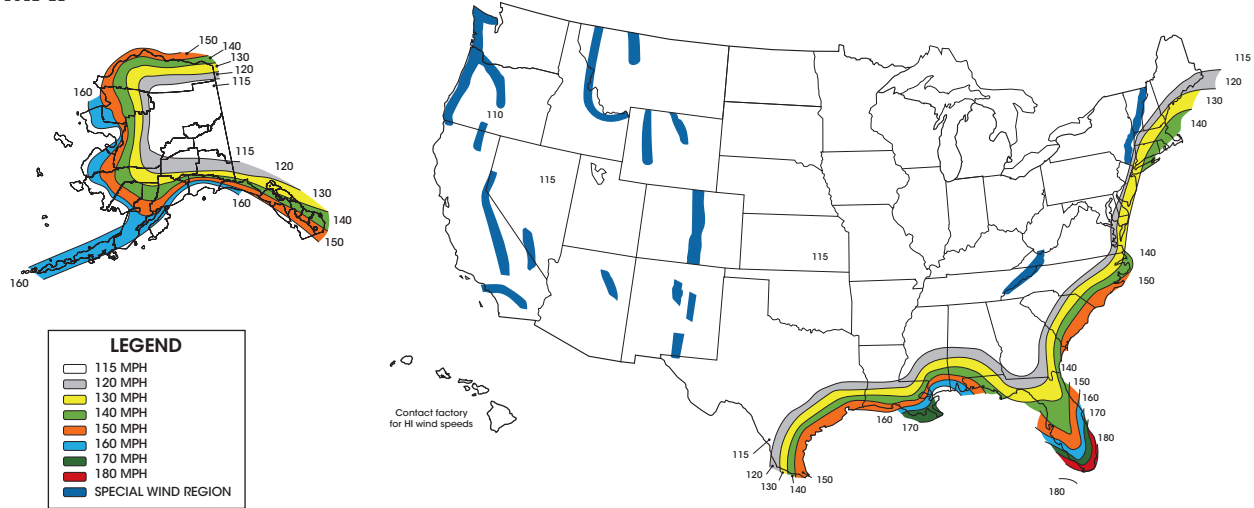 150
140
130
120
115
160
115
120
130
140
150
160
160
110
115
115
115
120
130
140
140
150
140
150
160
170
180
180
160
170
115
120
130
140
150
Contact factory
for HI wind speeds
LEGEND
115 MPH
120 MPH
130 MPH
140 MPH
150 MPH
160 MPH
170 MPH
180 MPH
SPECIAL WIND REGION